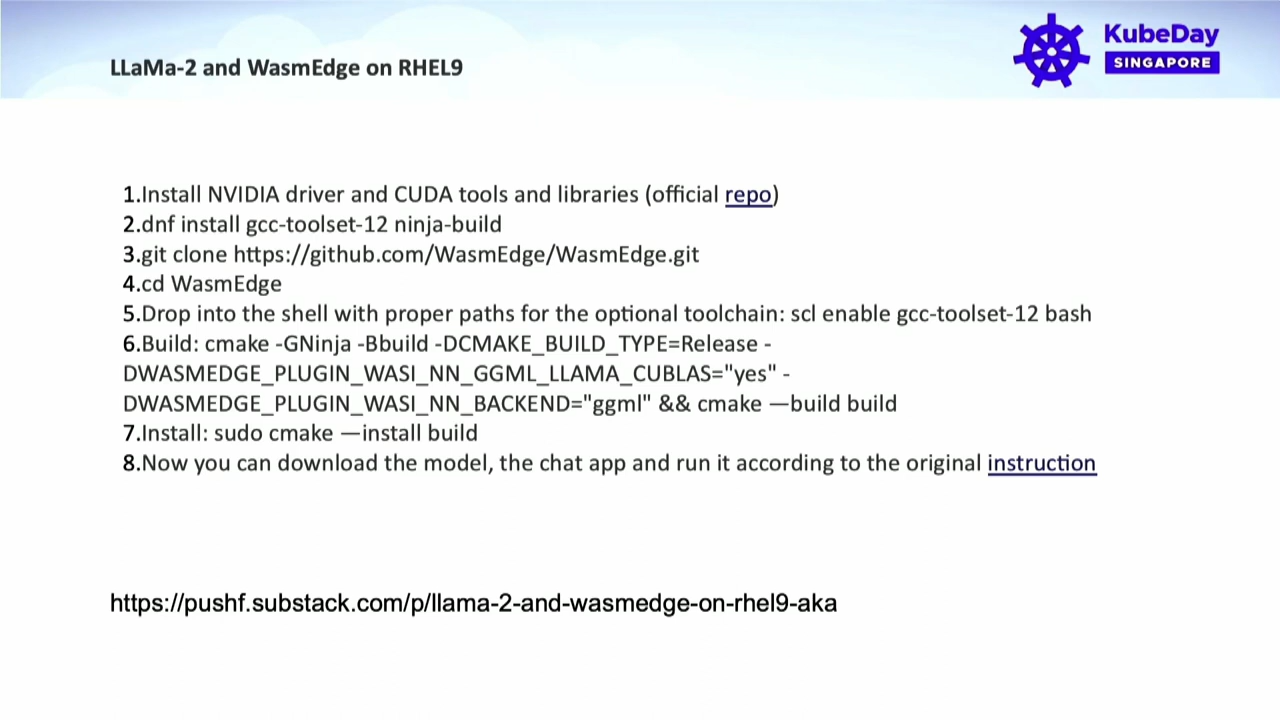 LLaMa-2 and WasmEdge on RHEL9
KubeDay
SINGAPORE
1.Install NVIDIA driver and CUDA tools and libraries (official repo)
2.dnf install gcc-toolset-12 ninja-build
3.git clone https://github.com/WasmEdge/WasmEdge.git
4.cd WasmEdge
5.Drop into the shell with proper paths for the optional toolchain: scl enable gcc-toolset-12 bash
6.Build: cmake -GNinja -Bbuild -DCMAKE_BUILD_TYPE=Release -
DWASMEDGE_PLUGIN_WASI_NN_GGML_LLAMA_CUBLAS="yes" -
DWASMEDGE_PLUGIN_WASI_NN_BACKEND="ggml" && cmake —build build
7.Install: sudo cmake —install build
8.Now you can download the model, the chat app and run it according to the original instruction
https://pushf.substack.com/p/llama-2-and-wasmedge-on-rhel9-aka